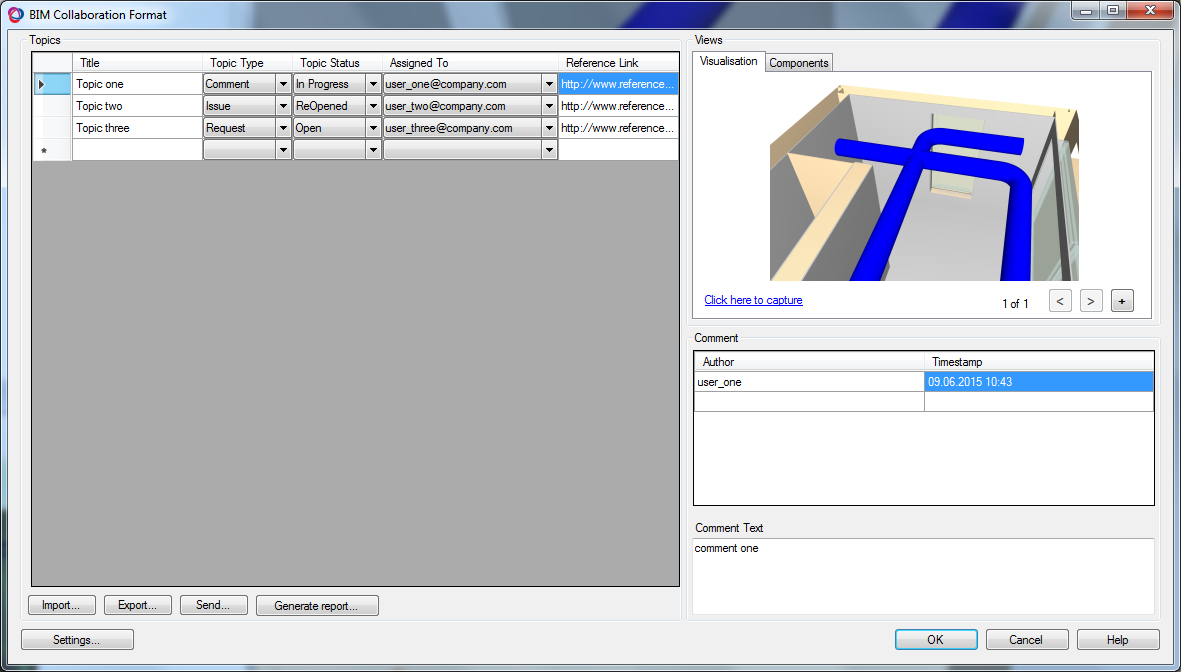 BIM Collaboration Format
Topics
Title Topic Type Topic Status Assigned To Reference Link
Topic one Comment In Progress user_one@company.com http://www.reference...
Topic two Issue ReOpened user_two@company.com http://www.reference...
Topic three Request Open user_three@company.com http://www.reference...
*
Import... Export... Send... Generate report...
Settings...
Views
Visualisation Components
Click here to capture 1 of 1 < > +
Comment
Author Timestamp
user_one 09.06.2015 10:43
Comment Text
comment one
OK Cancel Help